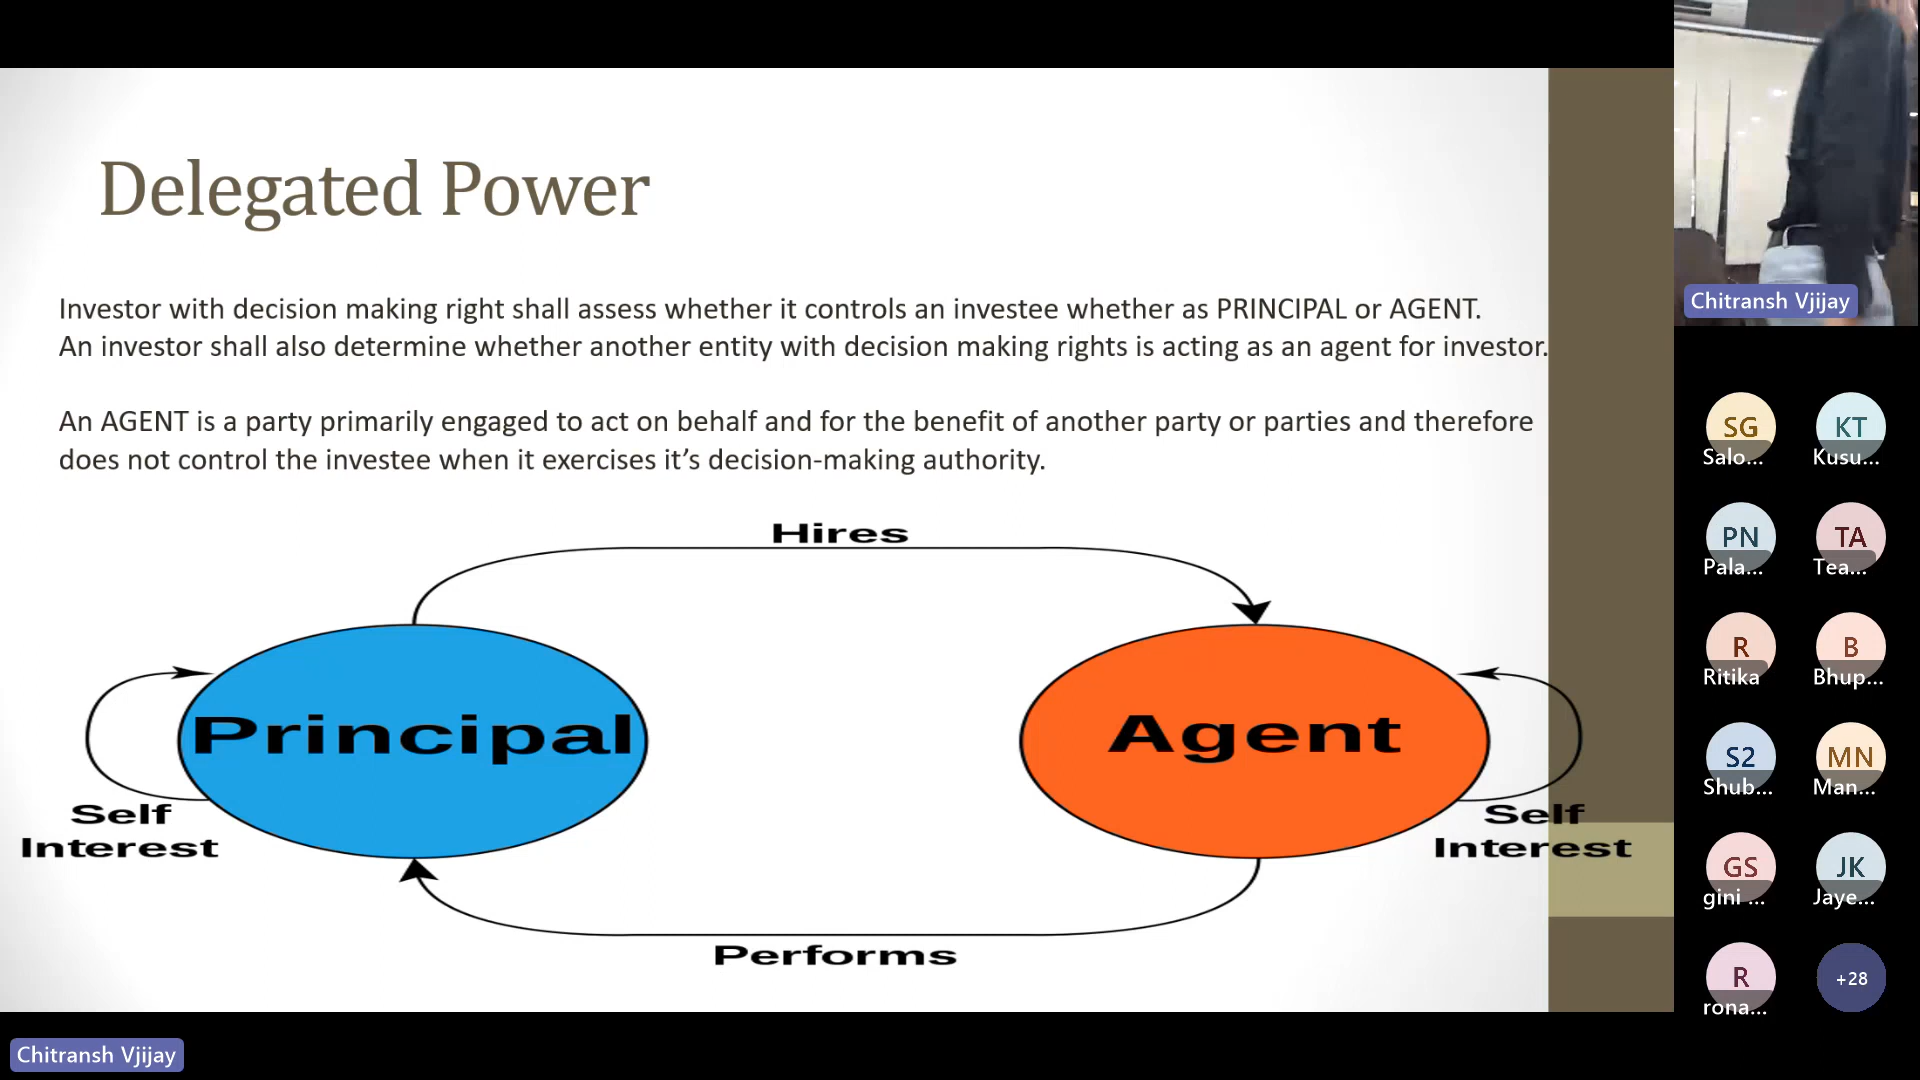 Delegated Power
Investor with decision making right shall assess whether it controls an investee whether as PRINCIPAL or AGENT.
An investor shall also determine whether another entity with decision making rights is acting as an agent for investor.
An AGENT is a party primarily engaged to act on behalf and for the benefit of another party or parties and therefore
does not control the investee when it exercises it’s decision-making authority.
Hires
Principal
Agent
Self
Interest
Self
Interest
Performs
Chitransh Vjijay
Chitransh Vjijay
SG
Salo...
KT
Kusu...
PN
Pala...
TA
Tea...
R
Ritika
B
Bhup...
S2
Shub...
MN
Man...
GS
gini ...
JK
Jaye...
R
rona...
+28